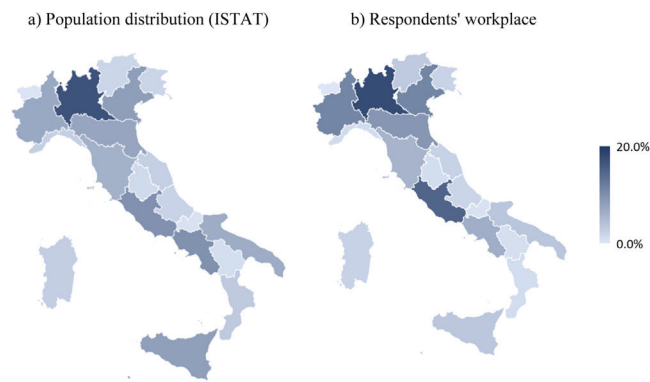 a) Population distribution (ISTAT)
b) Respondents' workplace
20.0%
0.0%